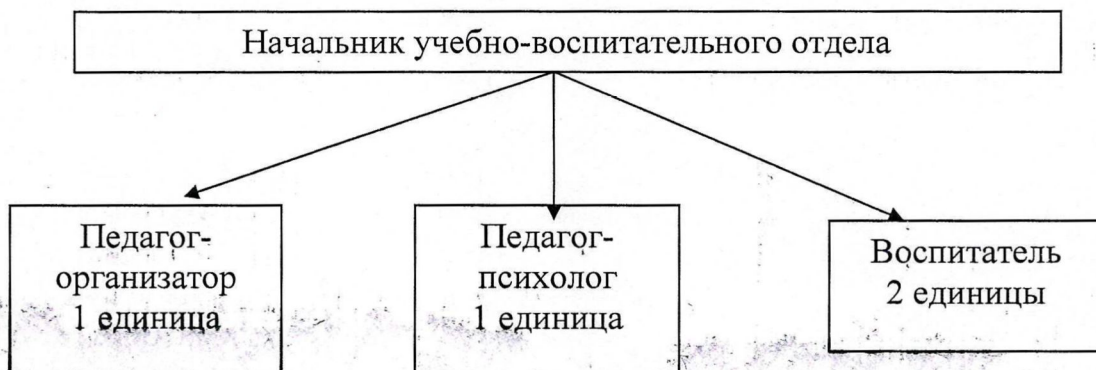 Начальник учебно-воспитательного отдела
Педагог-
организатор
1 единица
Педагог-
психолог
1 единица
Воспитатель
2 единицы